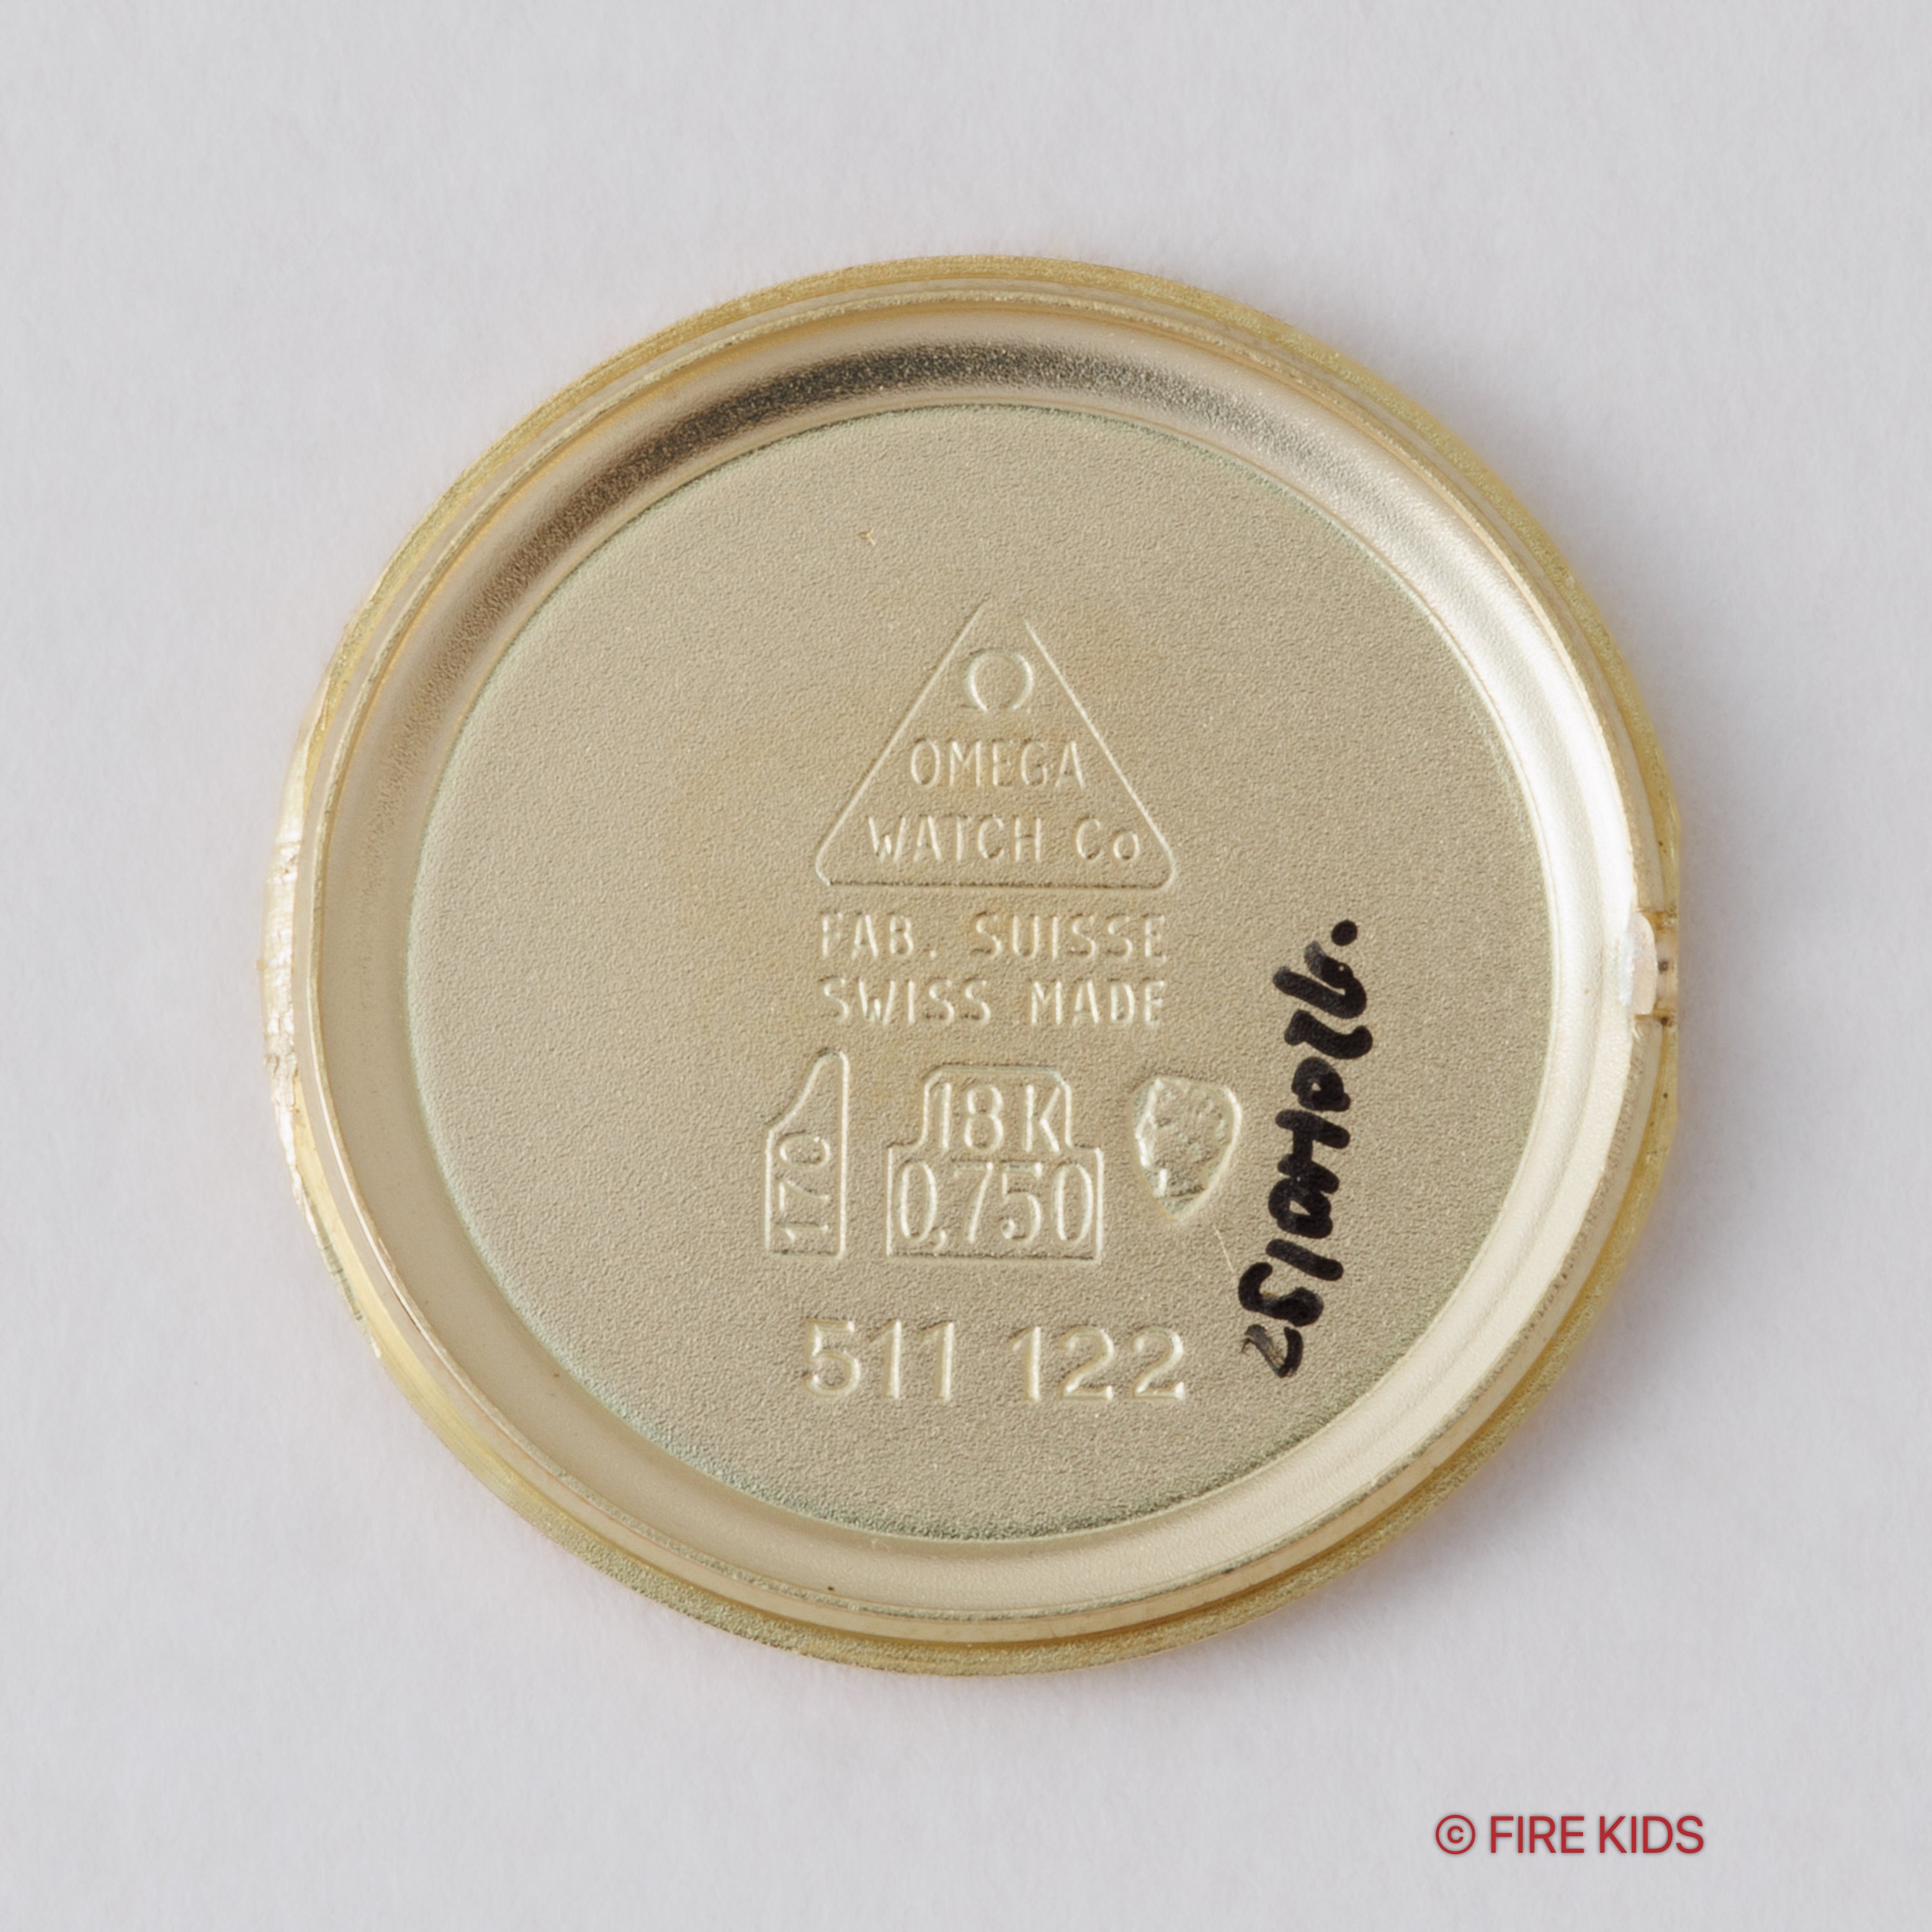 Ω
OMEGA
WATCH Co
FAB. SUISSE
SWISS MADE
170
18K
0,750
511 122
© FIRE KIDS